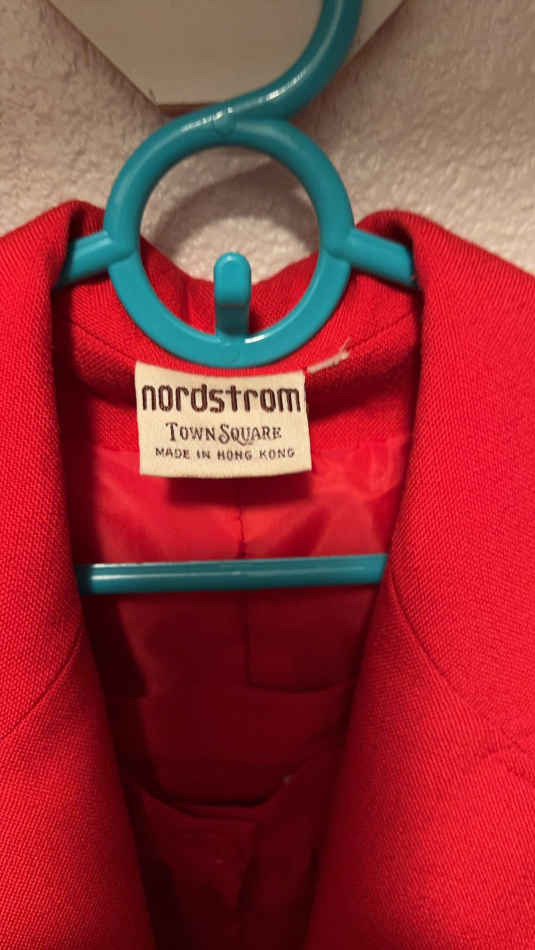 nordstrom
TOWN SQUARE
MADE IN HONG KONG